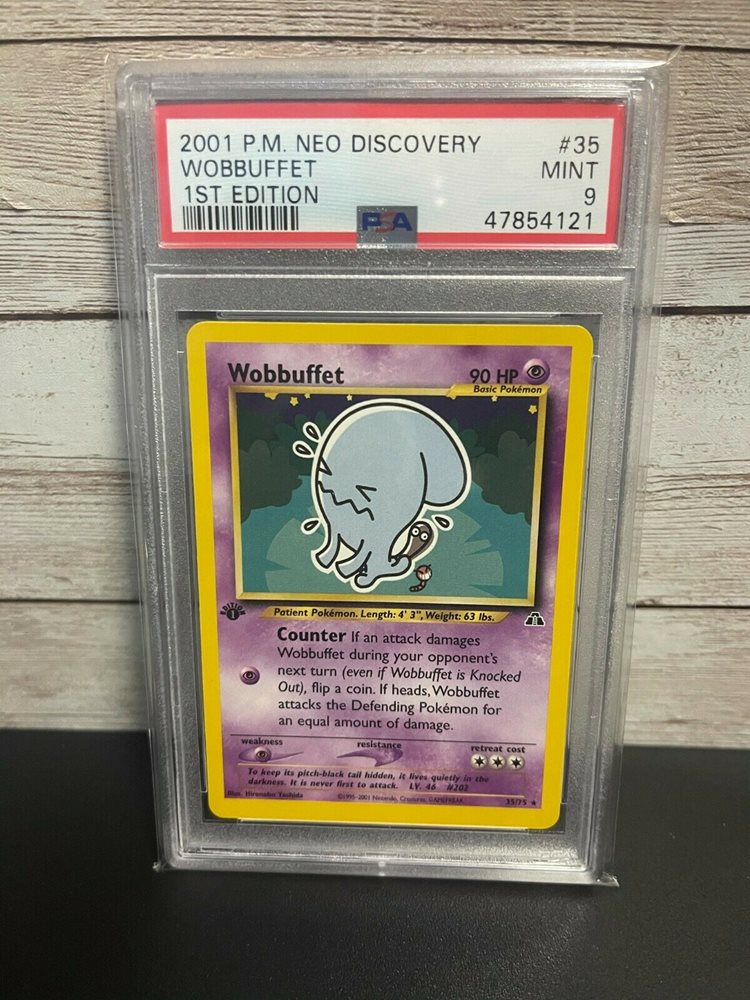 2001 P.M. NEO DISCOVERY #35
WOBBUFFET MINT
1ST EDITION 9
PSA 47854121
Wobbuffet 90 HP
Basic Pokémon
EDITION
1
Patient Pokémon. Length: 4' 3", Weight: 63 lbs.
Counter If an attack damages
Wobbuffet during your opponent's
next turn (even if Wobbuffet is Knocked
Out), flip a coin. If heads, Wobbuffet
attacks the Defending Pokémon for
an equal amount of damage.
weakness resistance retreat cost
To keep its pitch-black tail hidden, it lives quietly in the
darkness. It is never first to attack. LV. 46 #202
Illus. Hironobu Yoshida ©1995-2001 Nintendo, Creatures, GAMEFREAK. 35/75 ★